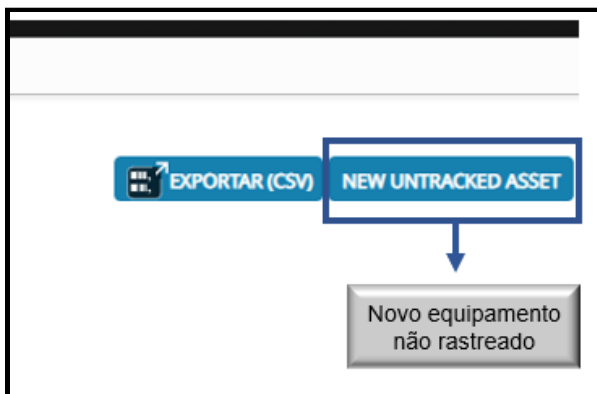 EXPORTAR (CSV) NEW UNTRACKED ASSET
Novo equipamento
não rastreado